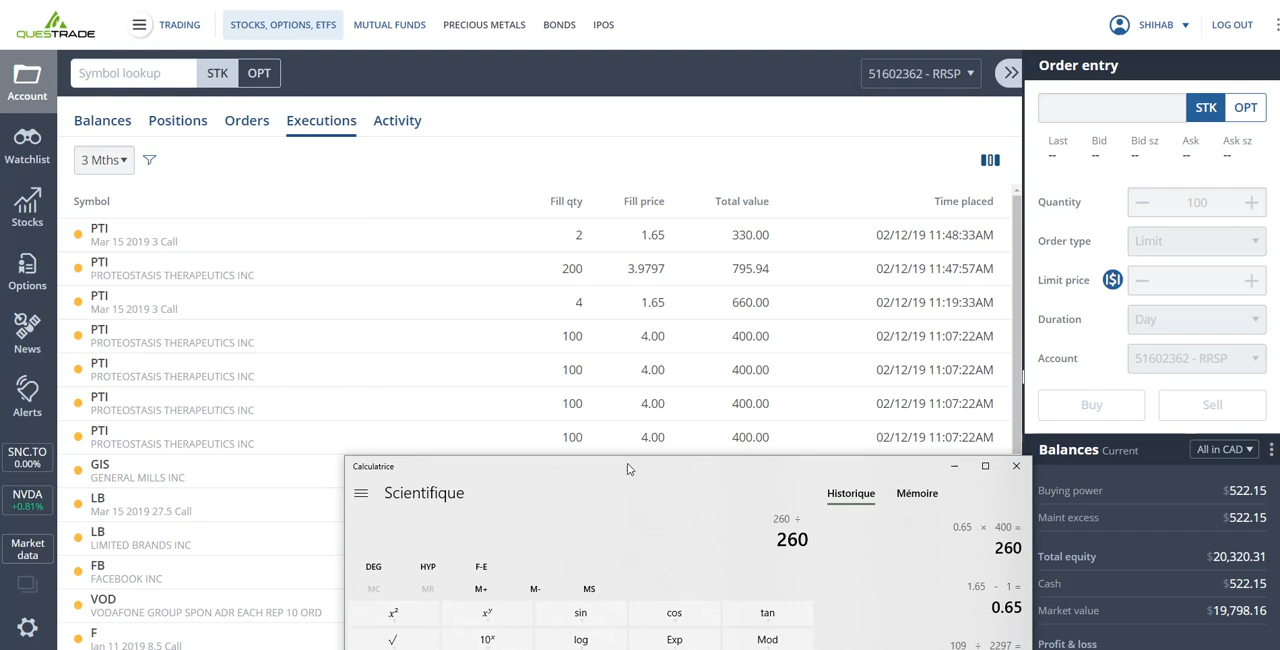 QUESTRADE
TRADING
STOCKS, OPTIONS, ETFS
MUTUAL FUNDS
PRECIOUS METALS
BONDS
IPOS
SHIHAB
LOG OUT
Account
Watchlist
Stocks
Options
News
Alerts
SNC.TO
0.00%
NVDA
+0.81%
Market
data
Symbol lookup
STK
OPT
51602362 - RRSP
Balances
Positions
Orders
Executions
Activity
3 Mths
Symbol Fill qty Fill price Total value Time placed
PTI
Mar 15 2019 3 Call
2 1.65 330.00 02/12/19 11:48:33AM
PTI
PROTEOSTASIS THERAPEUTICS INC
200 3.9797 795.94 02/12/19 11:47:57AM
PTI
Mar 15 2019 3 Call
4 1.65 660.00 02/12/19 11:19:33AM
PTI
PROTEOSTASIS THERAPEUTICS INC
100 4.00 400.00 02/12/19 11:07:22AM
PTI
PROTEOSTASIS THERAPEUTICS INC
100 4.00 400.00 02/12/19 11:07:22AM
PTI
PROTEOSTASIS THERAPEUTICS INC
100 4.00 400.00 02/12/19 11:07:22AM
PTI
PROTEOSTASIS THERAPEUTICS INC
100 4.00 400.00 02/12/19 11:07:22AM
GIS
GENERAL MILLS INC
LB
Mar 15 2019 27.5 Call
LB
LIMITED BRANDS INC
FB
FACEBOOK INC
VOD
VODAFONE GROUP SPON ADR EACH REP 10 ORD
F
Jan 11 2019 8.5 Call
Calculatrice
Scientifique
Historique
Mémoire
260 ÷
260
0.65 × 400 =
260
1.65 - 1 =
0.65
109 ÷ 2297 =
DEG
HYP
F-E
MC
MR
M+
M-
MS
x²
xʸ
sin
cos
tan
√
10ˣ
log
Exp
Mod
Order entry
STK
OPT
Last Bid Bid sz Ask Ask sz
-- -- -- -- --
Quantity
100
Order type
Limit
Limit price
Duration
Day
Account
51602362 - RRSP
Buy
Sell
Balances Current
All in CAD
Buying power $522.15
Maint excess $522.15
Total equity $20,320.31
Cash $522.15
Market value $19,798.16
Profit & loss